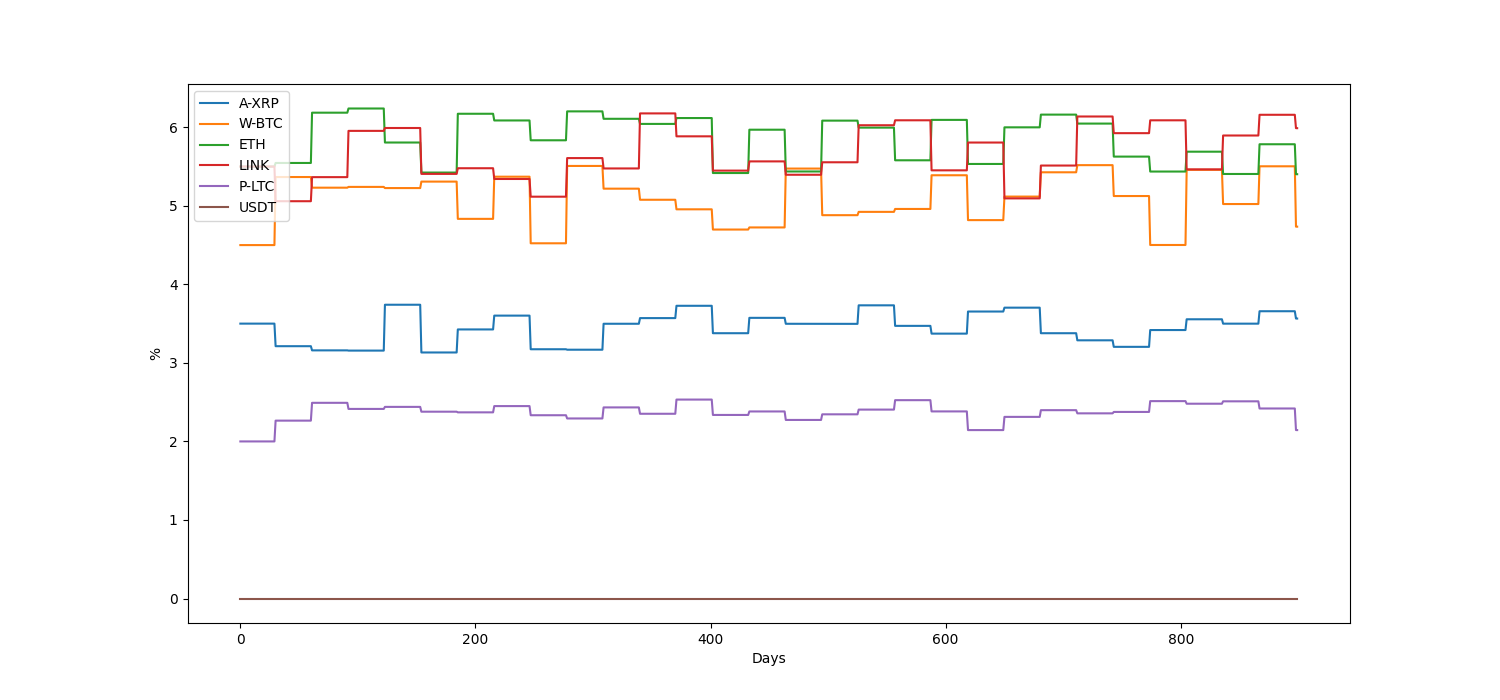 A-XRP
W-BTC
ETH
LINK
P-LTC
USDT
6
5
4
3
2
1
0
%
0 200 400 600 800
Days